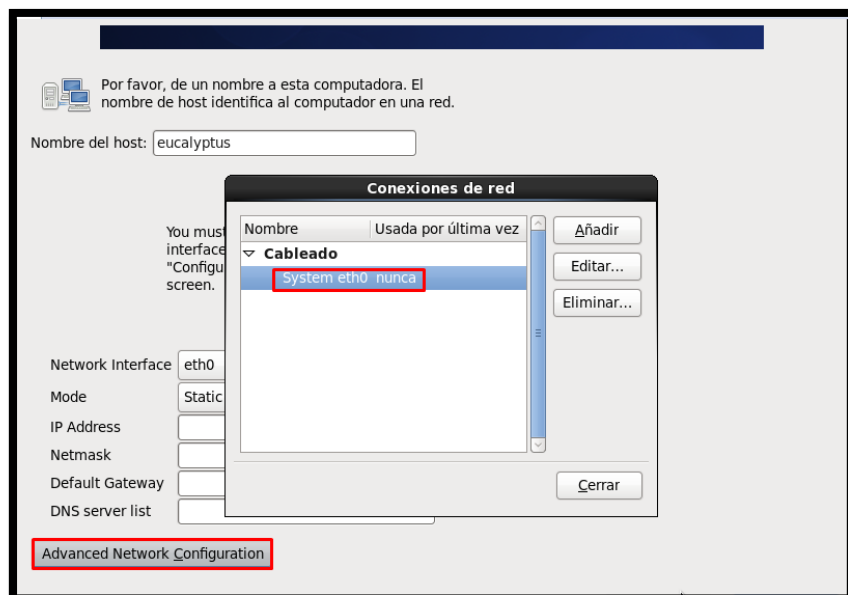 Por favor, de un nombre a esta computadora. El
nombre de host identifica al computador en una red.
Nombre del host: eucalyptus
Conexiones de red
Nombre Usada por última vez
Cableado
System eth0 nunca
Añadir
Editar...
Eliminar...
Cerrar
You must
interface
"Configu
screen.
Network Interface eth0
Mode Static
IP Address
Netmask
Default Gateway
DNS server list
Advanced Network Configuration